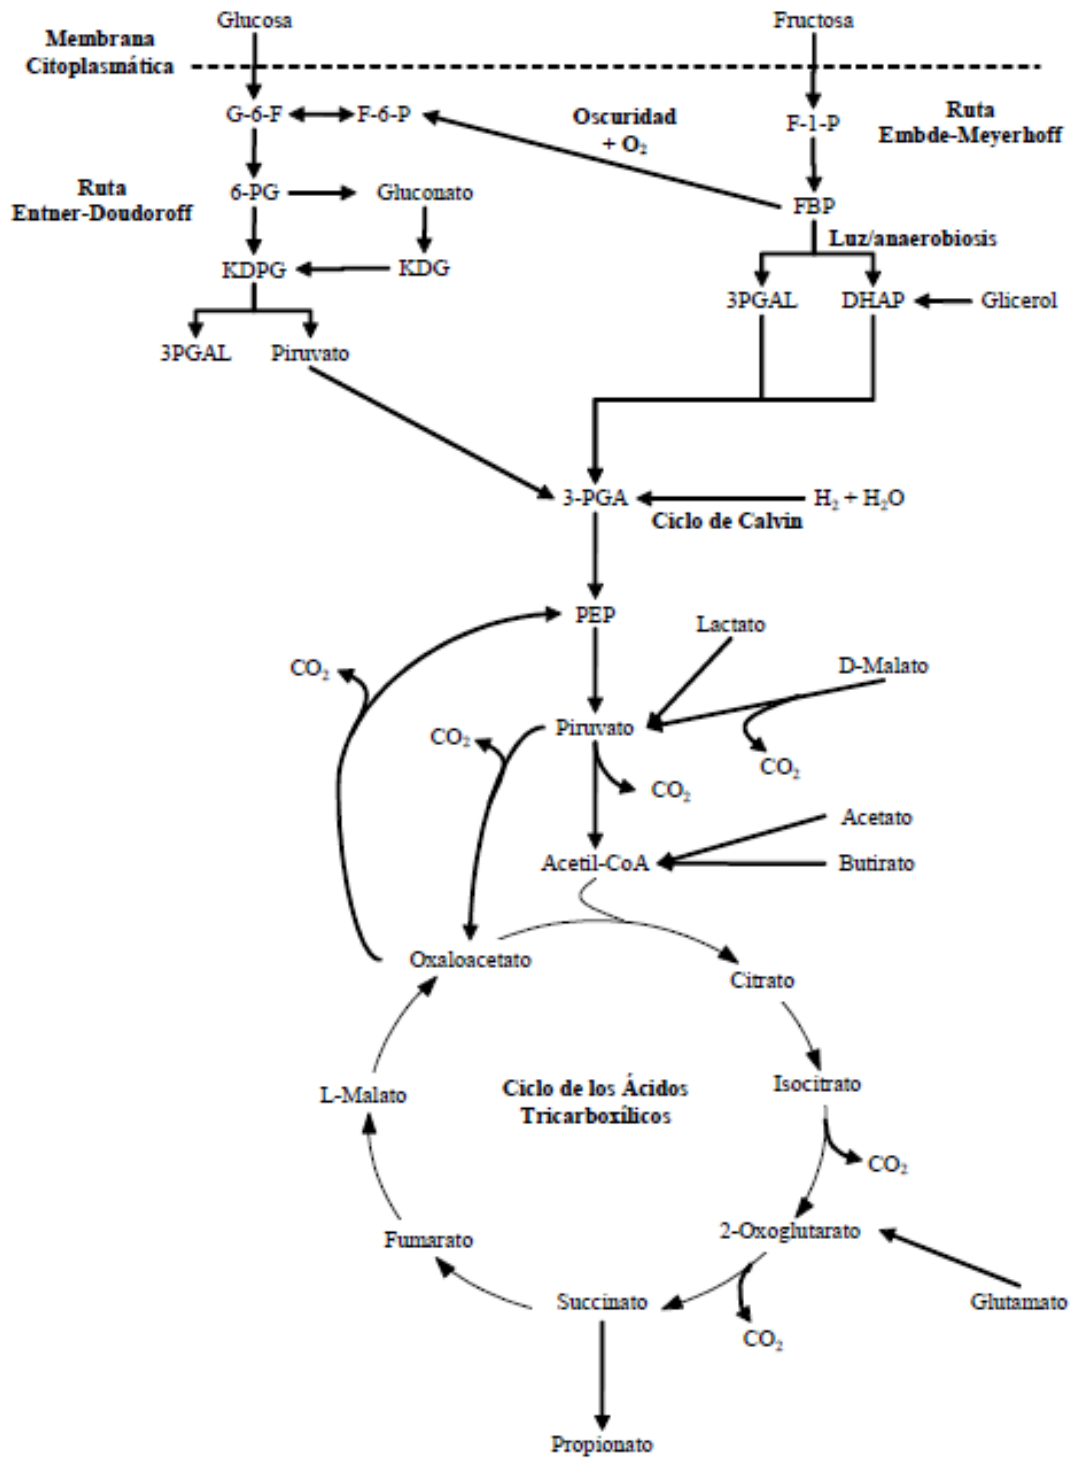 Glucosa
Fructosa
Membrana
Citoplasmática
G-6-F
F-6-P
Oscuridad
+ O₂
F-1-P
Ruta
Embde-Meyerhoff
Ruta
Entner-Doudoroff
6-PG
Gluconato
FBP
Luz/anaerobiosis
KDPG
KDG
3PGAL
DHAP
Glicerol
3PGAL
Piruvato
3-PGA
H₂ + H₂O
Ciclo de Calvin
PEP
Lactato
CO₂
D-Malato
Piruvato
CO₂
CO₂
CO₂
Acetato
Acetil-CoA
Butirato
Oxaloacetato
Citrato
L-Malato
Ciclo de los Ácidos
Tricarboxílicos
Isocitrato
CO₂
Fumarato
2-Oxoglutarato
Succinato
Glutamato
CO₂
Propionato